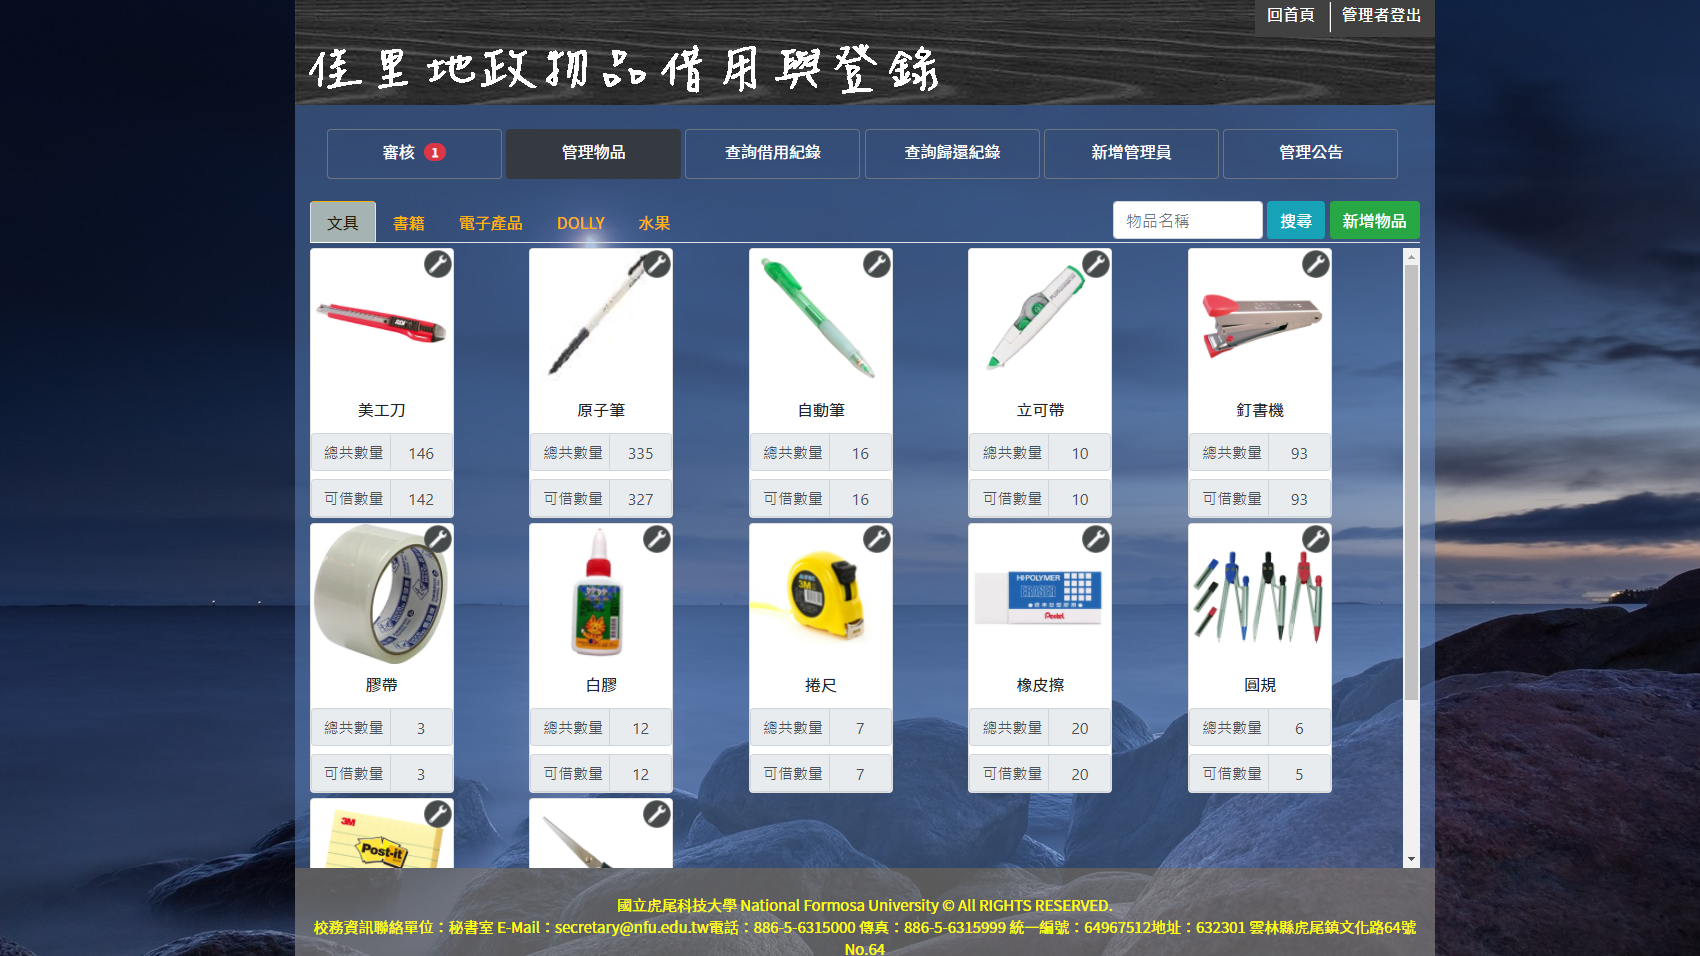 回首頁 管理者登出
佳里地政物品借用與登錄
審核 1 管理物品 查詢借用紀錄 查詢歸還紀錄 新增管理員 管理公告
文具 書籍 電子產品 DOLLY 水果 物品名稱 搜尋 新增物品
美工刀 原子筆 自動筆 立可帶 釘書機
總共數量 146 總共數量 335 總共數量 16 總共數量 10 總共數量 93
可借數量 142 可借數量 327 可借數量 16 可借數量 10 可借數量 93
3M
HI-POLYMER
ERASER
Pentel
膠帶 白膠 捲尺 橡皮擦 圓規
總共數量 3 總共數量 12 總共數量 7 總共數量 20 總共數量 6
可借數量 3 可借數量 12 可借數量 7 可借數量 20 可借數量 5
3M
Post-it
國立虎尾科技大學 National Formosa University © All RIGHTS RESERVED.
校務資訊聯絡單位：秘書室 E-Mail：secretary@nfu.edu.tw電話：886-5-6315000 傳真：886-5-6315999 統一編號：64967512地址：632301 雲林縣虎尾鎮文化路64號
No.64